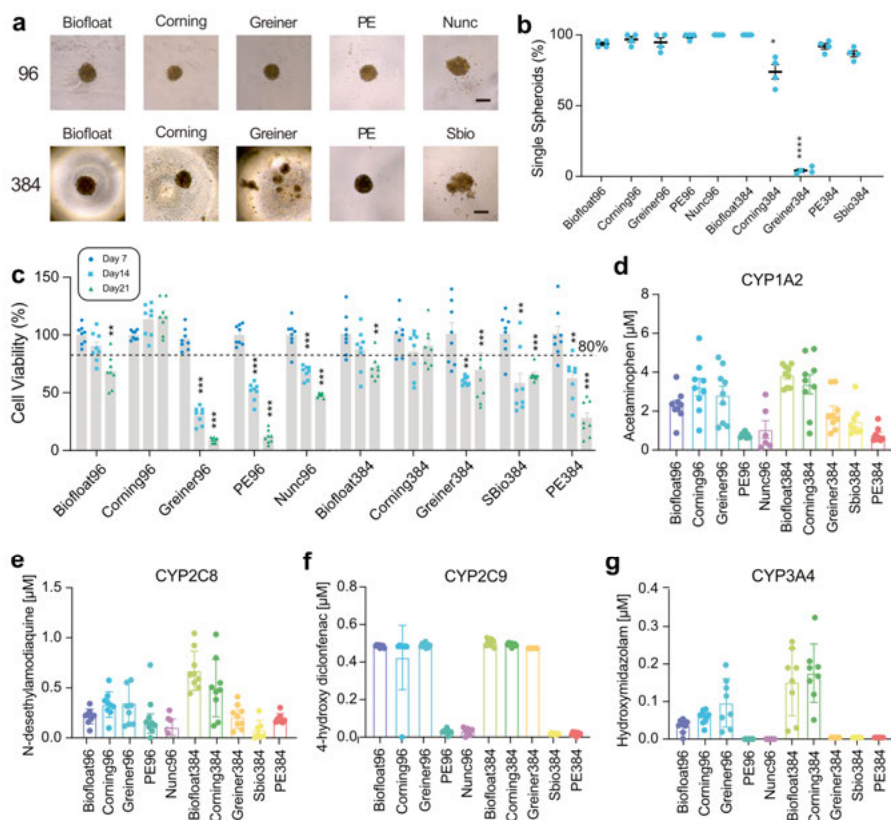 a
Biofloat Corning Greiner PE Nunc
96
Biofloat Corning Greiner PE Sbio
384
b
Single Spheroids (%)
100
50
0
*
****
Biofloat96 Corning96 Greiner96 PE96 Nunc96 Biofloat384 Corning384 Greiner384 PE384 Sbio384
c
Day 7
Day14
Day21
Cell Viability (%)
150
100
50
0
80%
** *** *** *** *** *** *** ** *** *** ** *** ** ***
Biofloat96 Corning96 Greiner96 PE96 Nunc96 Biofloat384 Corning384 Greiner384 SBio384 PE384
d
CYP1A2
Acetaminophen [µM]
8
6
4
2
0
Biofloat96 Corning96 Greiner96 PE96 Nunc96 Biofloat384 Corning384 Greiner384 Sbio384 PE384
e
CYP2C8
N-desethylamodiaquine [µM]
1.5
1.0
0.5
0.0
Biofloat96 Corning96 Greiner96 PE96 Nunc96 Biofloat384 Corning384 Greiner384 Sbio384 PE384
f
CYP2C9
4-hydroxy diclonfenac [µM]
0.8
0.6
0.4
0.2
0.0
Biofloat96 Corning96 Greiner96 PE96 Nunc96 Biofloat384 Corning384 Greiner384 Sbio384 PE384
g
CYP3A4
Hydroxymidazolam [µM]
0.4
0.3
0.2
0.1
0.0
Biofloat96 Corning96 Greiner96 PE96 Nunc96 Biofloat384 Corning384 Greiner384 Sbio384 PE384